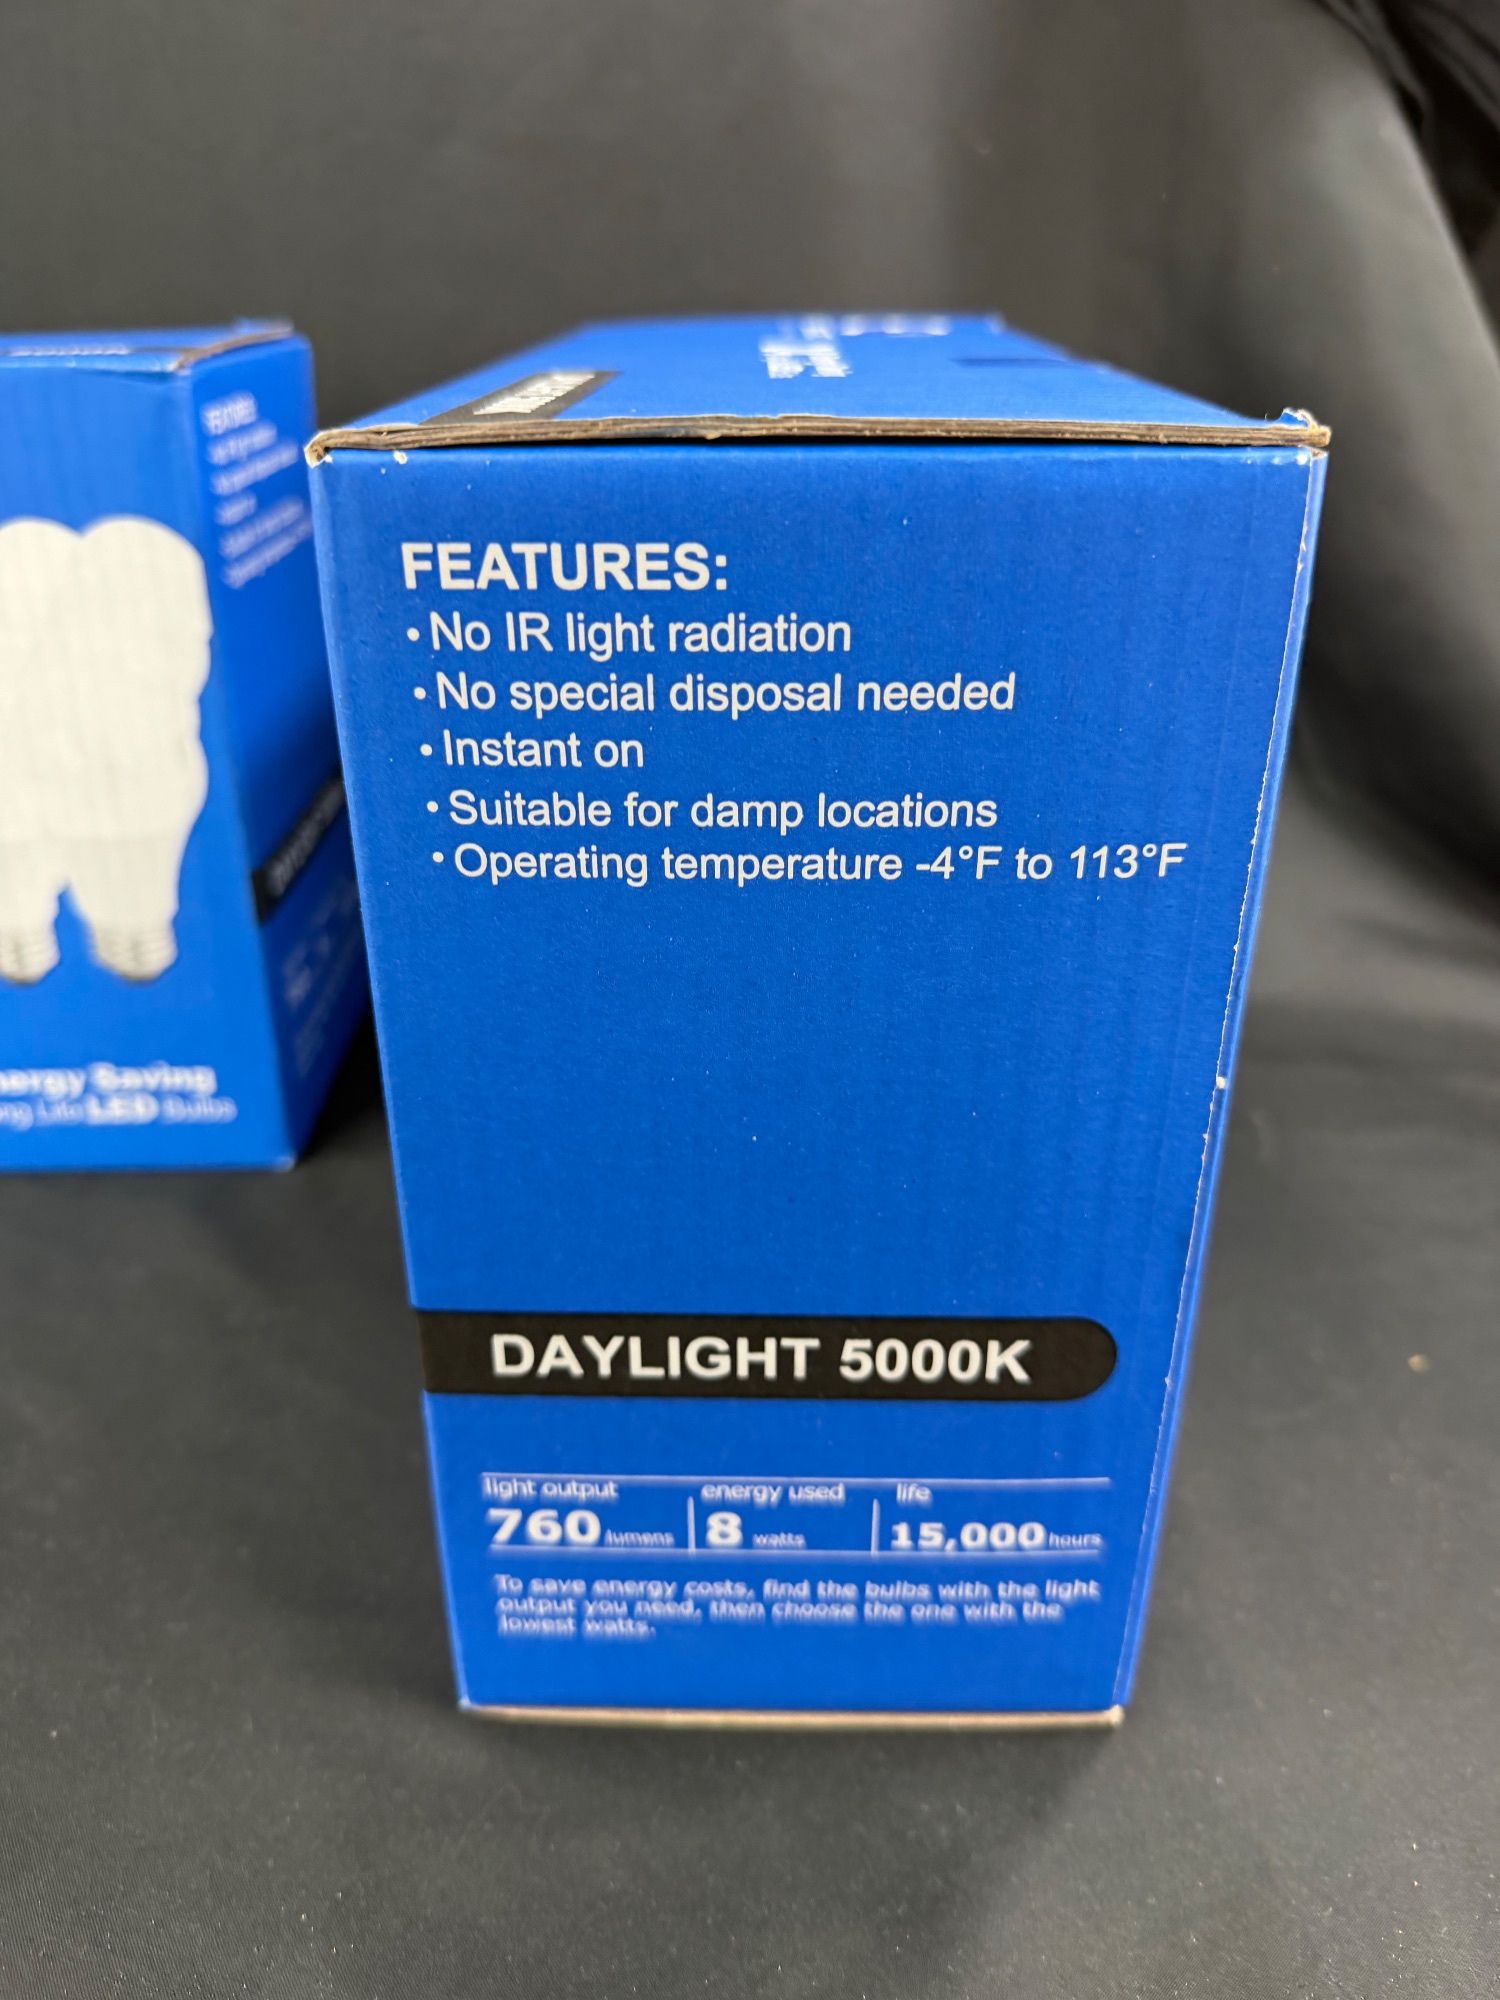 FEATURES:
• No IR light radiation
• No special disposal needed
• Instant on
• Suitable for damp locations
• Operating temperature -4°F to 113°F
DAYLIGHT 5000K
light output energy used life
760 lumens 8 watts 15,000 hours
To save energy costs, find the bulbs with the light
output you need, then choose the one with the
lowest watts.
FEATURES:
Saving
LED Bulbs